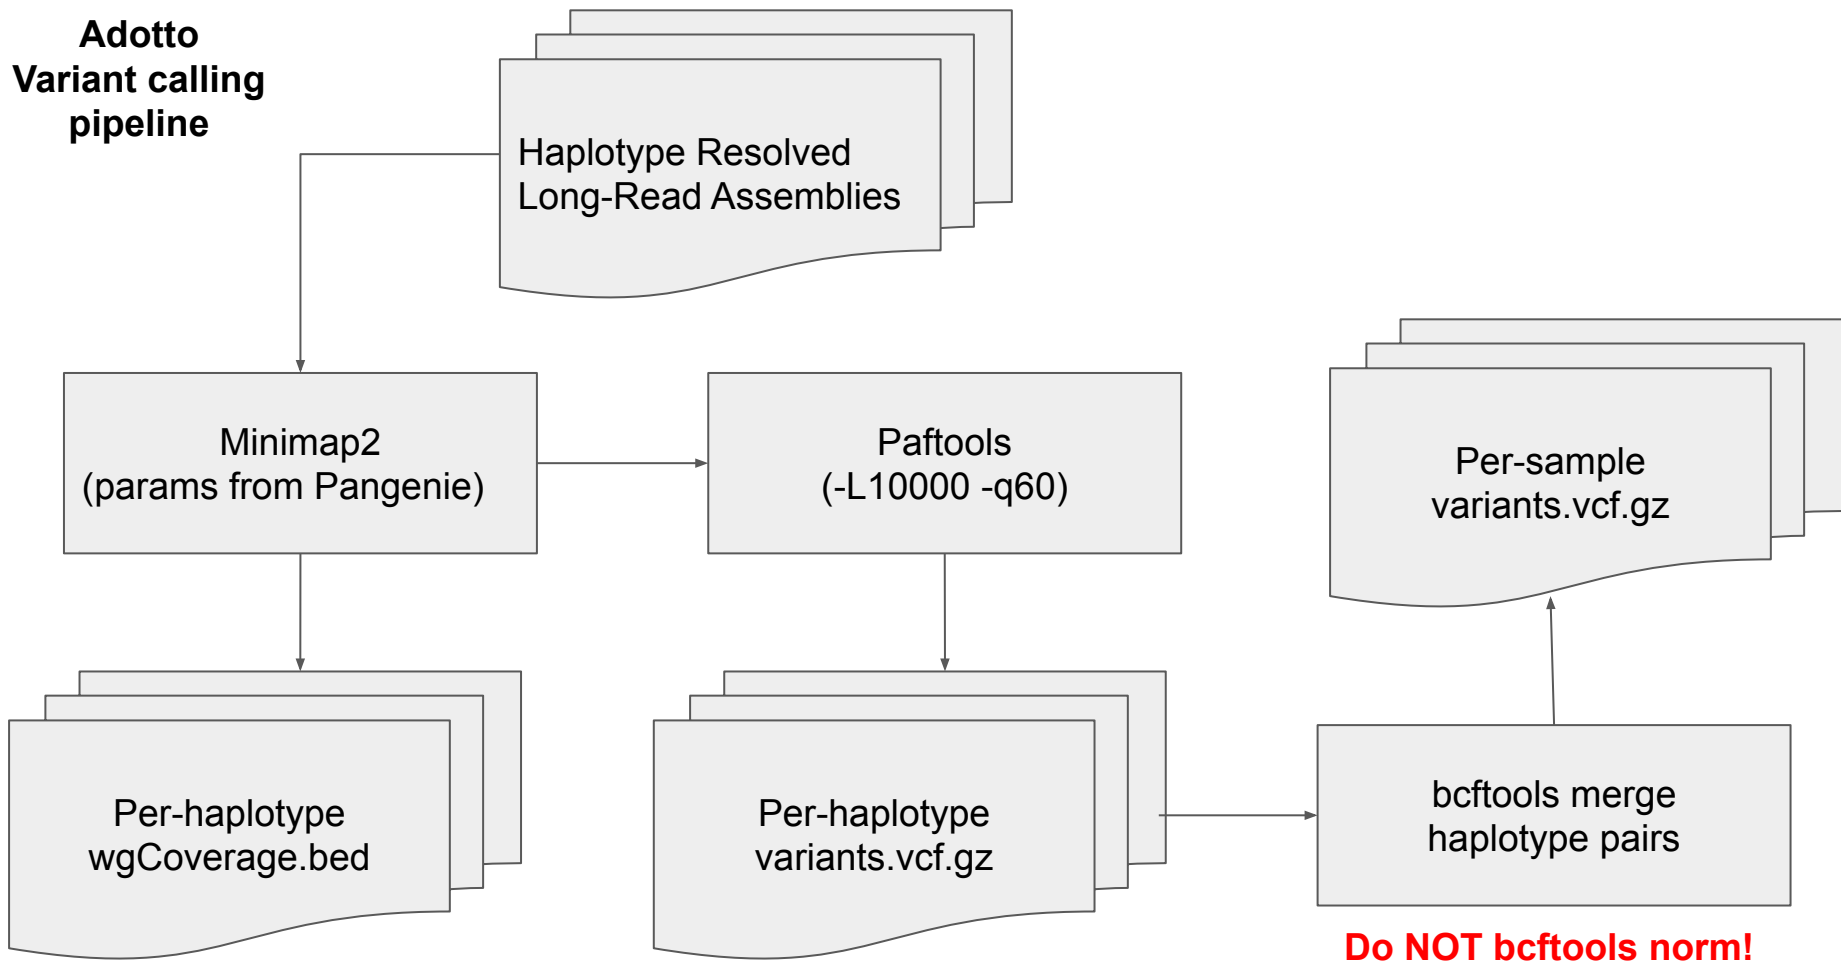 Adotto
Variant calling
pipeline
Haplotype Resolved
Long-Read Assemblies
Minimap2
(params from Pangenie)
Paftools
(-L10000 -q60)
Per-sample
variants.vcf.gz
Per-haplotype
wgCoverage.bed
Per-haplotype
variants.vcf.gz
bcftools merge
haplotype pairs
Do NOT bcftools norm!